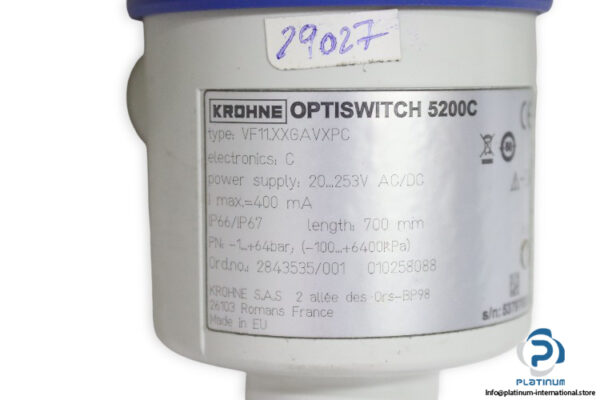 29027
KROHNE OPTISWITCH 5200C
type: VF11.XXGAVXPC
electronics: C
power supply: 20...253V AC/DC
I max.=400 mA
IP66/IP67 length: 700 mm
PN: -1...+64bar; (-100...+6400kPa)
Ord.no.: 2843535/001 010258088
KROHNE S.A.S 2 allée des Ors-BP98
26103 Romans France
Made in EU
CE
s/n:
PLATINUM
Info@platinum-international.store